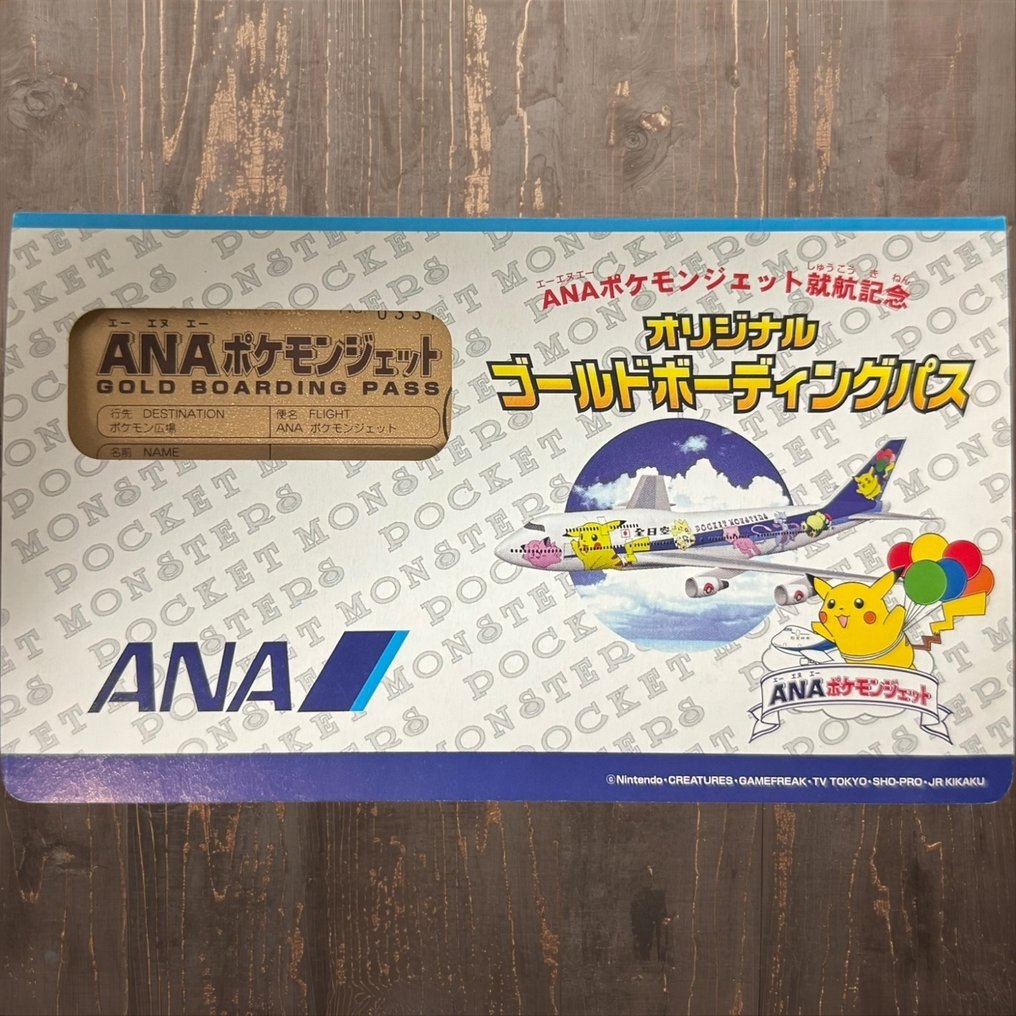 エーエヌエー しゅうこう き ねん
ANAポケモンジェット就航記念
オリジナル
ゴールドボーディングパス
エー エヌ エー
ANAポケモンジェット
GOLD BOARDING PASS
行先 DESTINATION
ポケモン広場
便名 FLIGHT
ANA ポケモンジェット
名前 NAME
全日空
POCKET MONSTERS
ANA
エー エヌ エー
ANAポケモンジェット
POCKET MONSTERS
©Nintendo・CREATURES・GAMEFREAK・TV TOKYO・SHO-PRO・JR KIKAKU